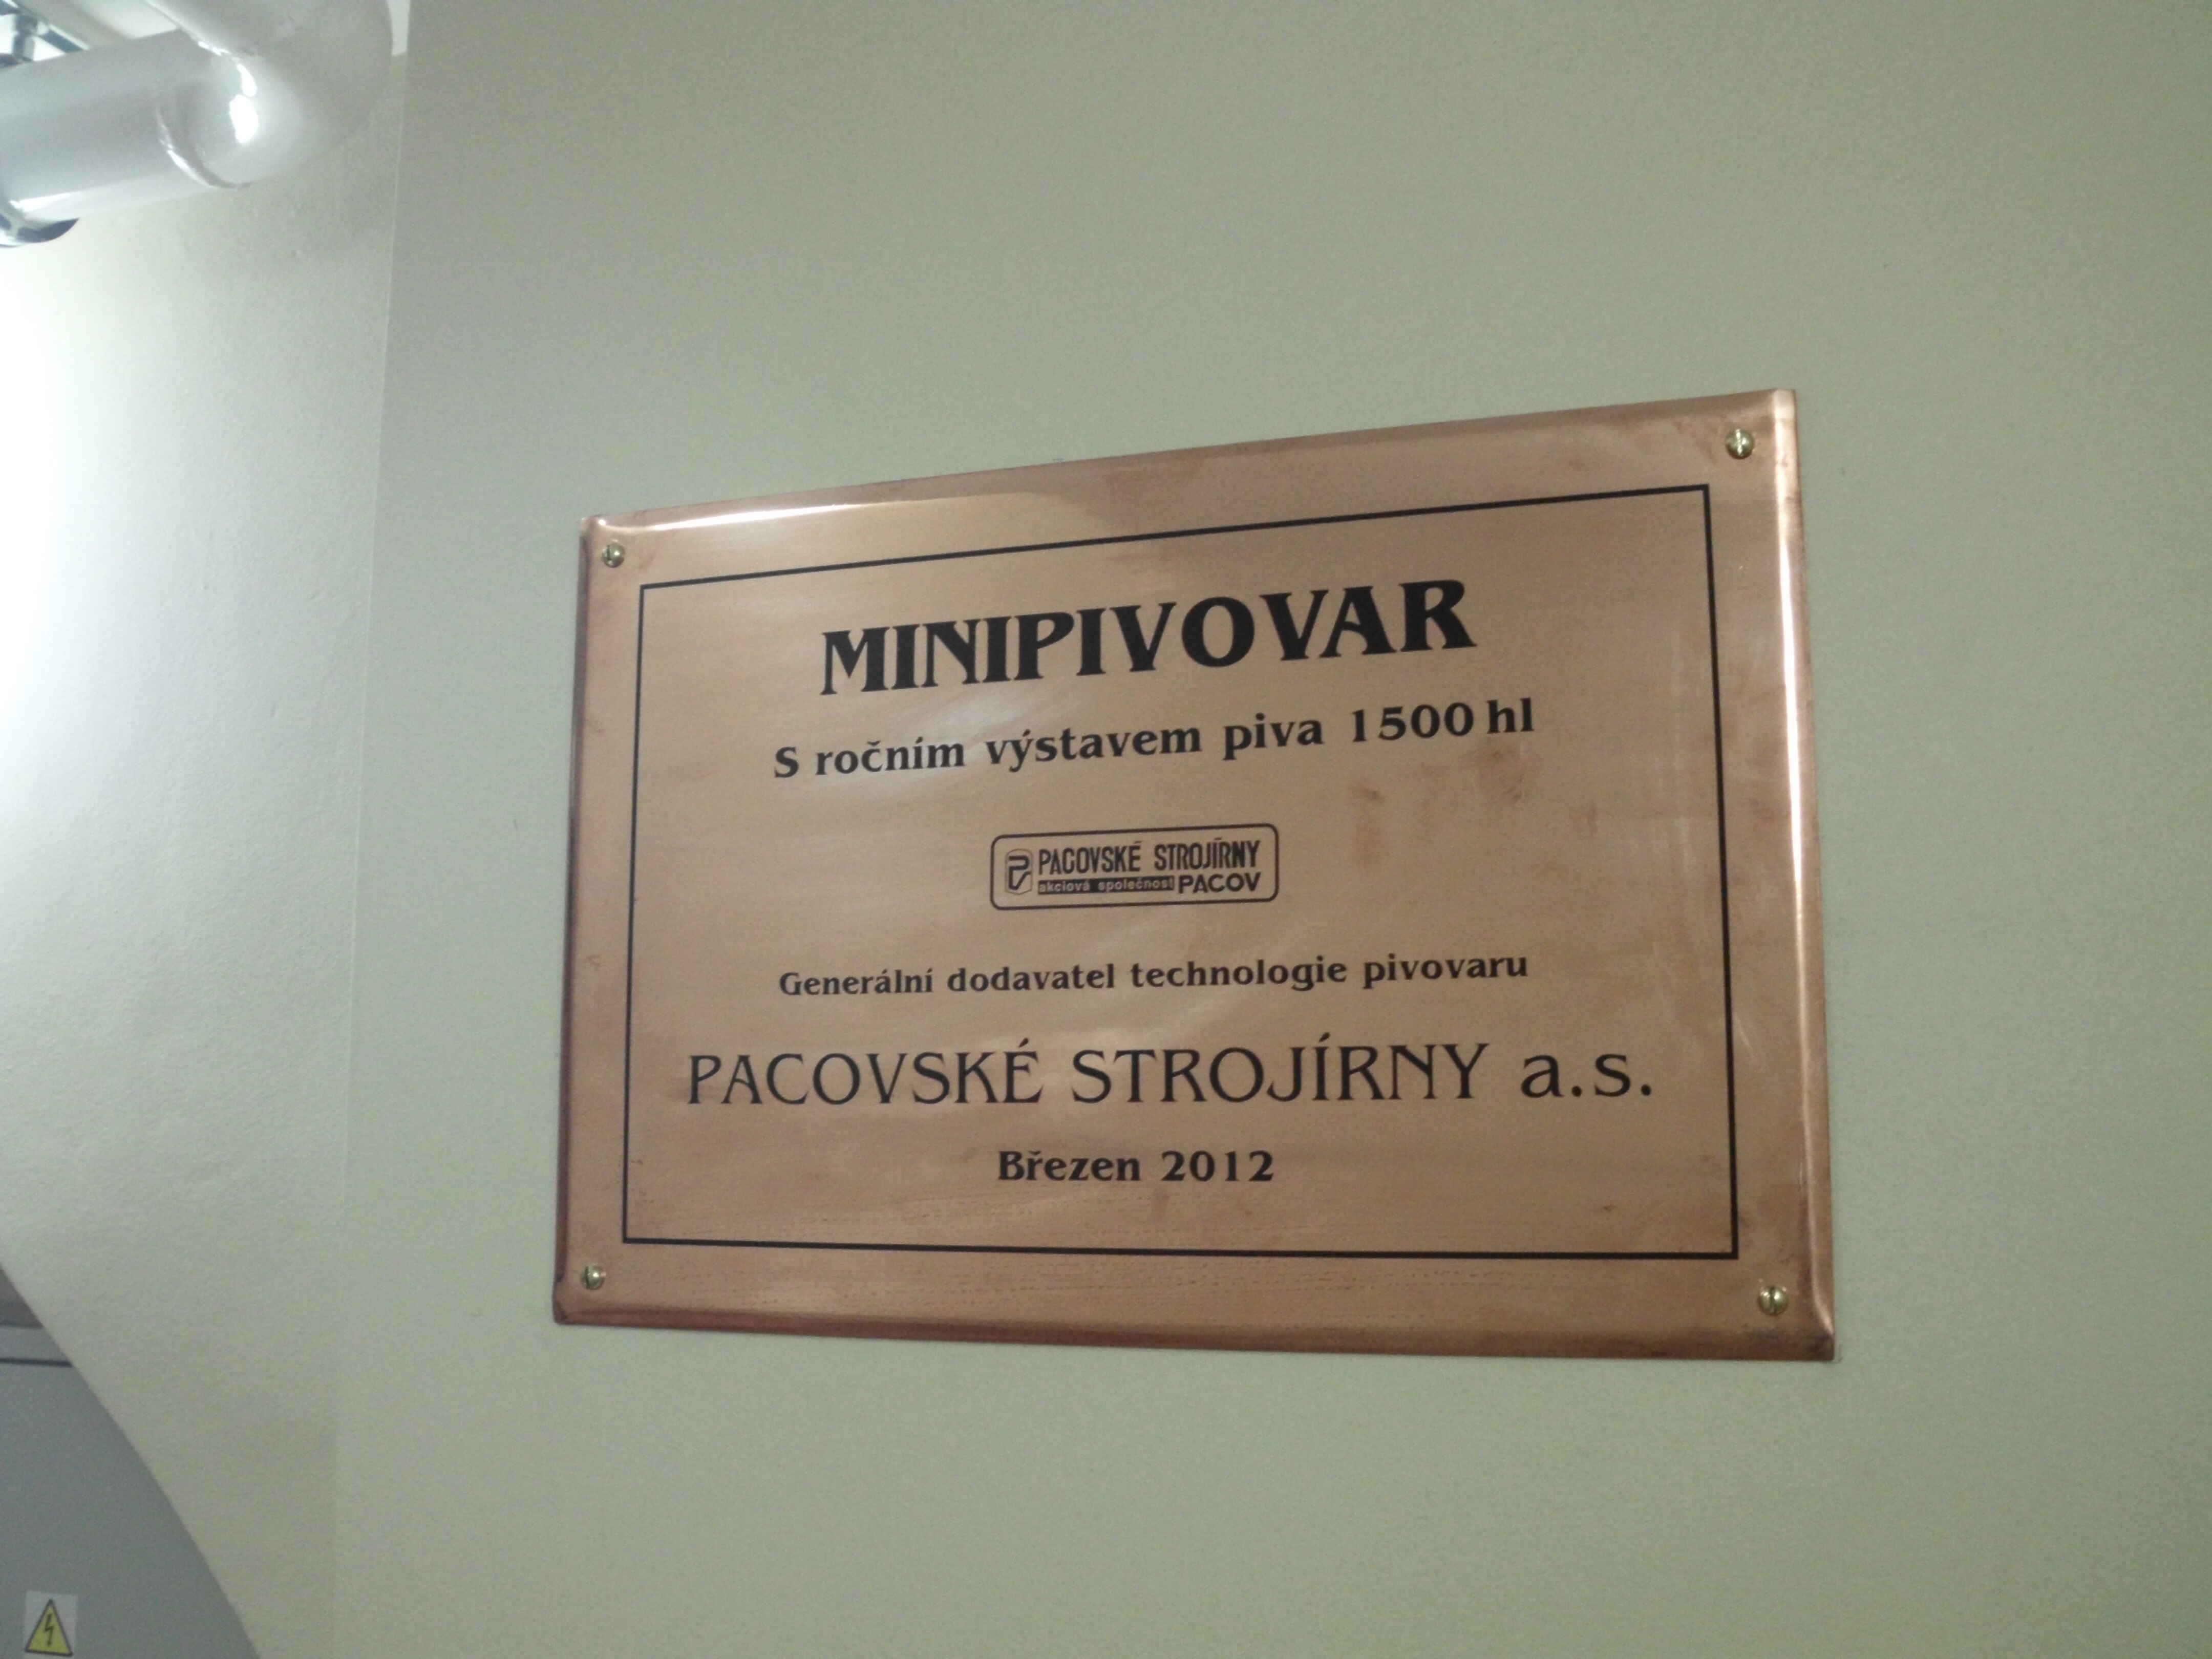 MINIPIVOVAR
S ročním výstavem piva 1500 hl
PACOVSKÉ STROJÍRNY
akciová společnost PACOV
Generální dodavatel technologie pivovaru
PACOVSKÉ STROJÍRNY a.s.
Březen 2012